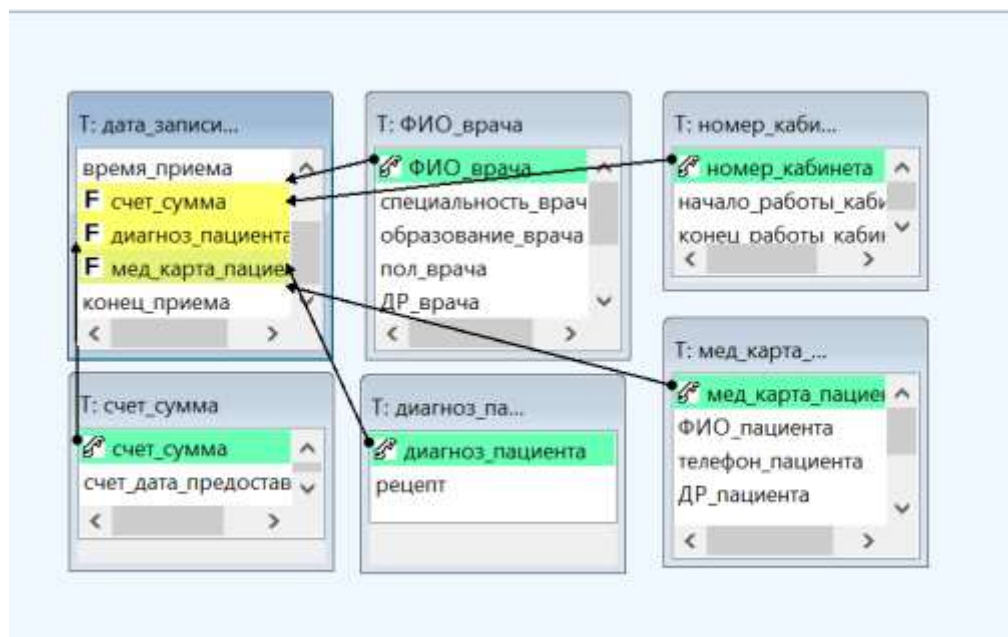 T: дата_записи...
время_приема
F счет_сумма
F диагноз_пациента
F мед_карта_пацие
конец_приема
T: ФИО_врача
ФИО_врача
специальность_врач
образование_врача
пол_врача
ДР_врача
T: номер_каби...
номер_кабинета
начало_работы_каби
конец_работы_кабин
T: счет_сумма
счет_сумма
счет_дата_предостав
T: диагноз_па...
диагноз_пациента
рецепт
T: мед_карта_...
мед_карта_пациен
ФИО_пациента
телефон_пациента
ДР_пациента